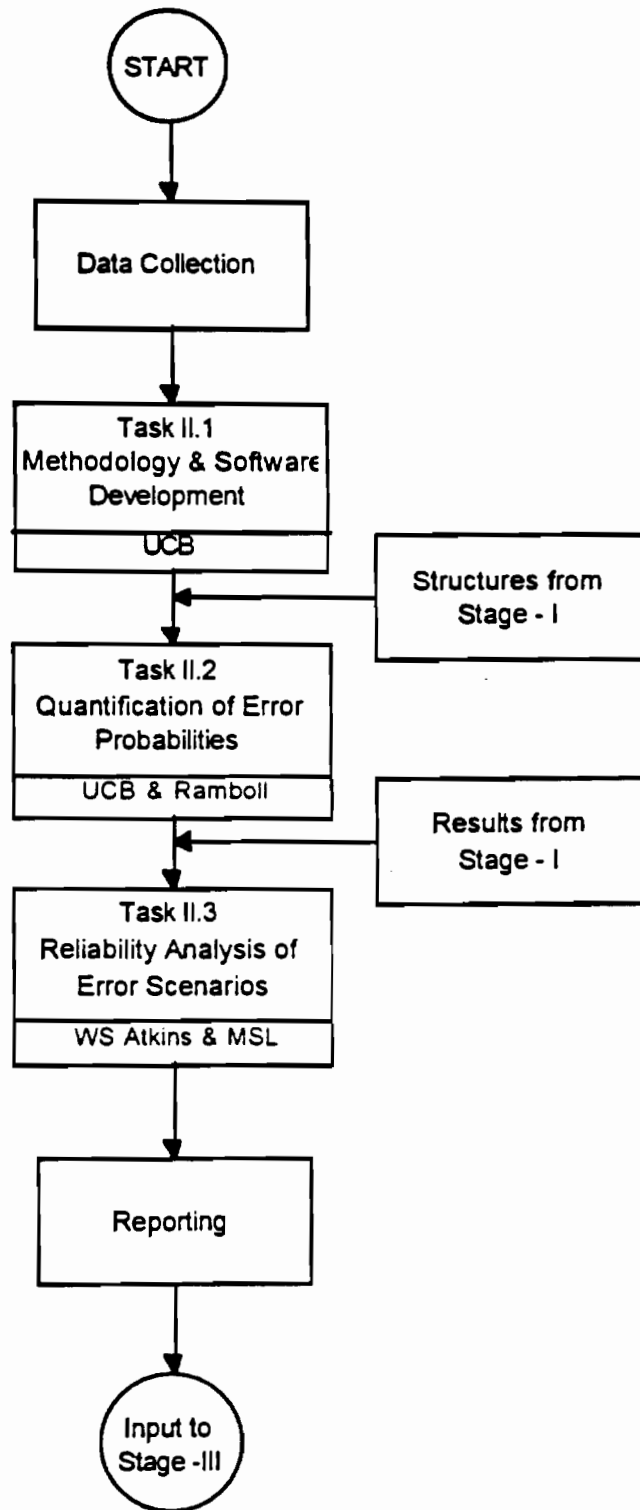 START
Data Collection
Task II.1
Methodology & Software
Development
UCB
Structures from
Stage - I
Task II.2
Quantification of Error
Probabilities
UCB & Ramboll
Results from
Stage - I
Task II.3
Reliability Analysis of
Error Scenarios
WS Atkins & MSL
Reporting
Input to
Stage -III